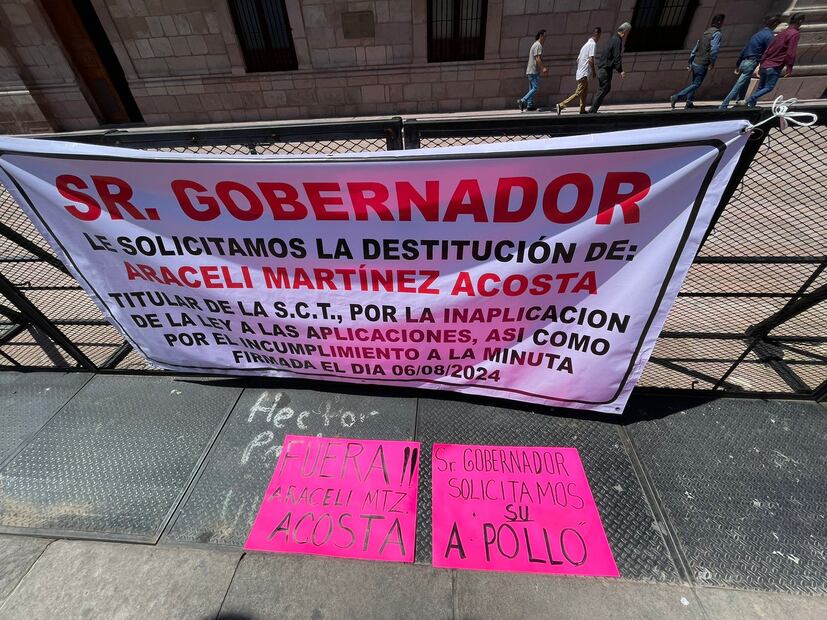 SR. GOBERNADOR
LE SOLICITAMOS LA DESTITUCIÓN DE:
ARACELI MARTÍNEZ ACOSTA
TITULAR DE LA S.C.T., POR LA INAPLICACION
DE LA LEY A LAS APLICACIONES, ASI COMO
POR EL INCUMPLIMIENTO A LA MINUTA
FIRMADA EL DIA 06/08/2024
Hector
FUERA !!
ARACELI MTZ.
ACOSTA
Sr. GOBERNADOR
SOLICITAMOS
SU
"A POLLO"